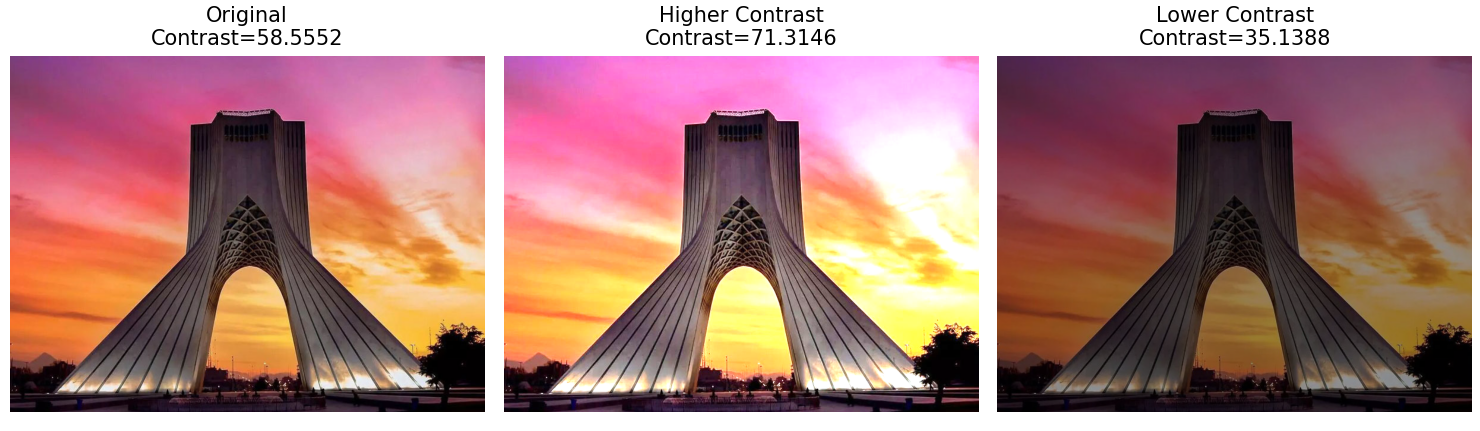 Original
Contrast=58.5552
Higher Contrast
Contrast=71.3146
Lower Contrast
Contrast=35.1388